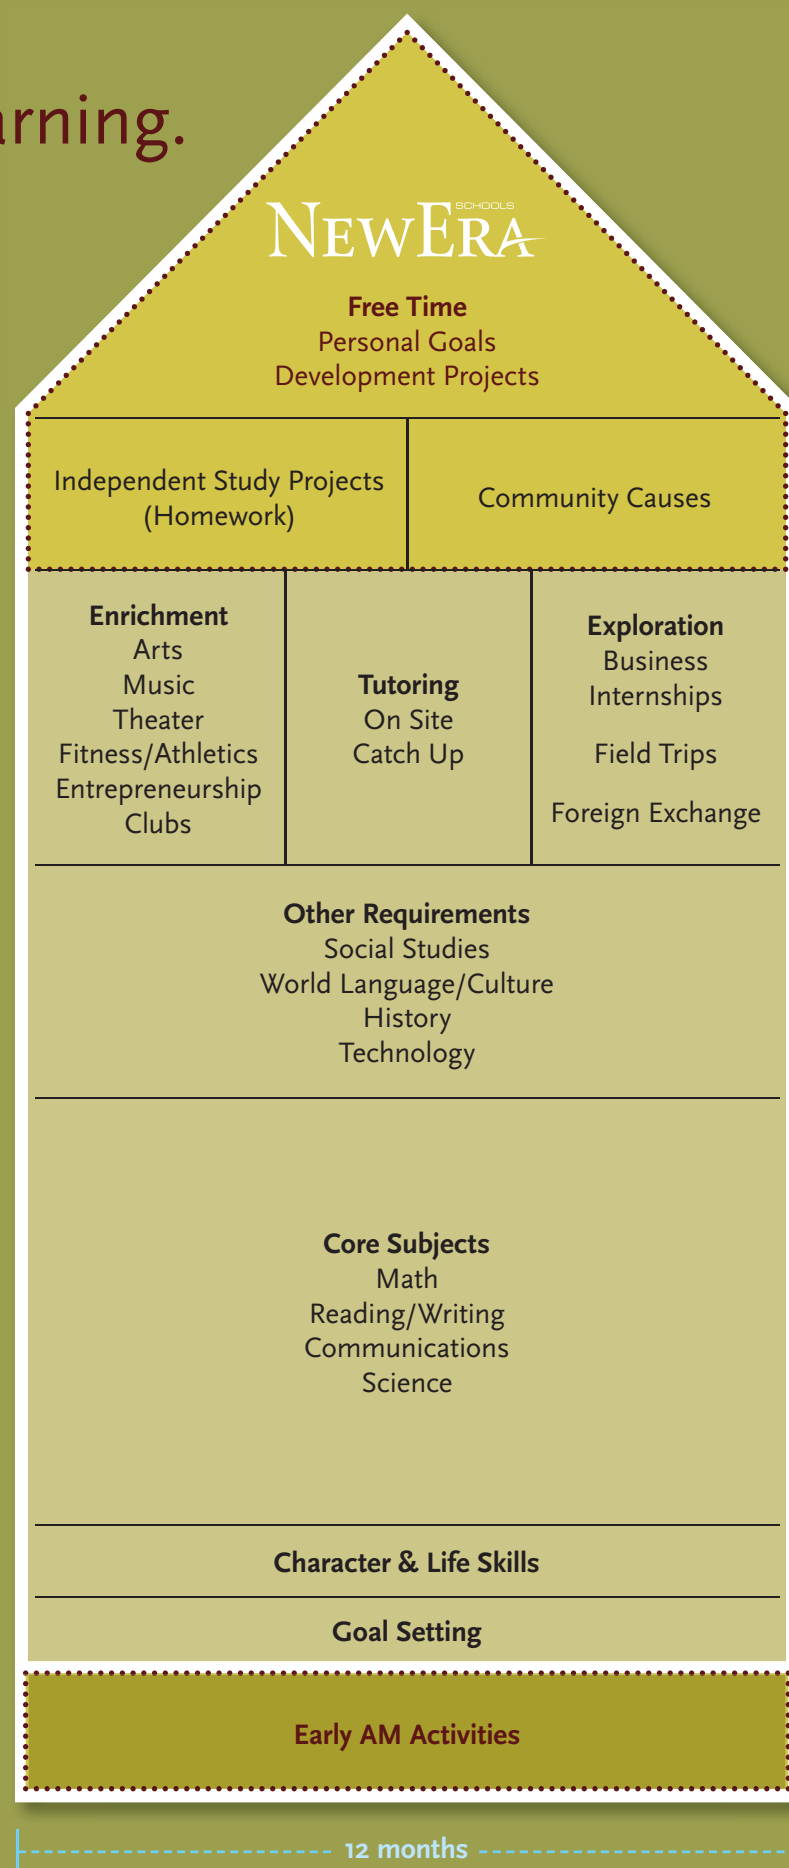 arning.
SCHOOLS
NEWERA
Free Time
Personal Goals
Development Projects
Independent Study Projects
(Homework)
Community Causes
Enrichment
Arts
Music
Theater
Fitness/Athletics
Entrepreneurship
Clubs
Tutoring
On Site
Catch Up
Exploration
Business
Internships
Field Trips
Foreign Exchange
Other Requirements
Social Studies
World Language/Culture
History
Technology
Core Subjects
Math
Reading/Writing
Communications
Science
Character & Life Skills
Goal Setting
Early AM Activities
12 months